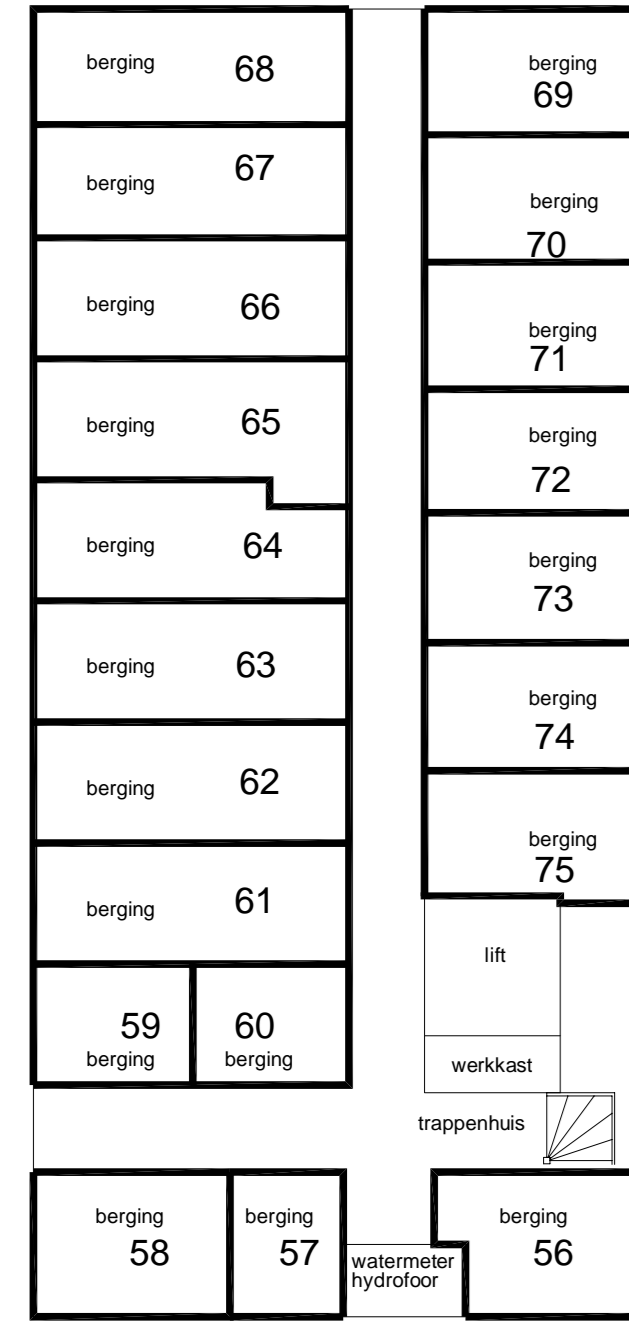 berging 68
berging
69
67
berging
berging
70
berging 66
berging
71
berging 65
berging
72
berging 64
berging
73
berging 63
berging
74
berging 62
berging
75
berging 61
lift
59
berging
60
berging
werkkast
trappenhuis
berging
58
berging
57
watermeter
hydrofoor
berging
56